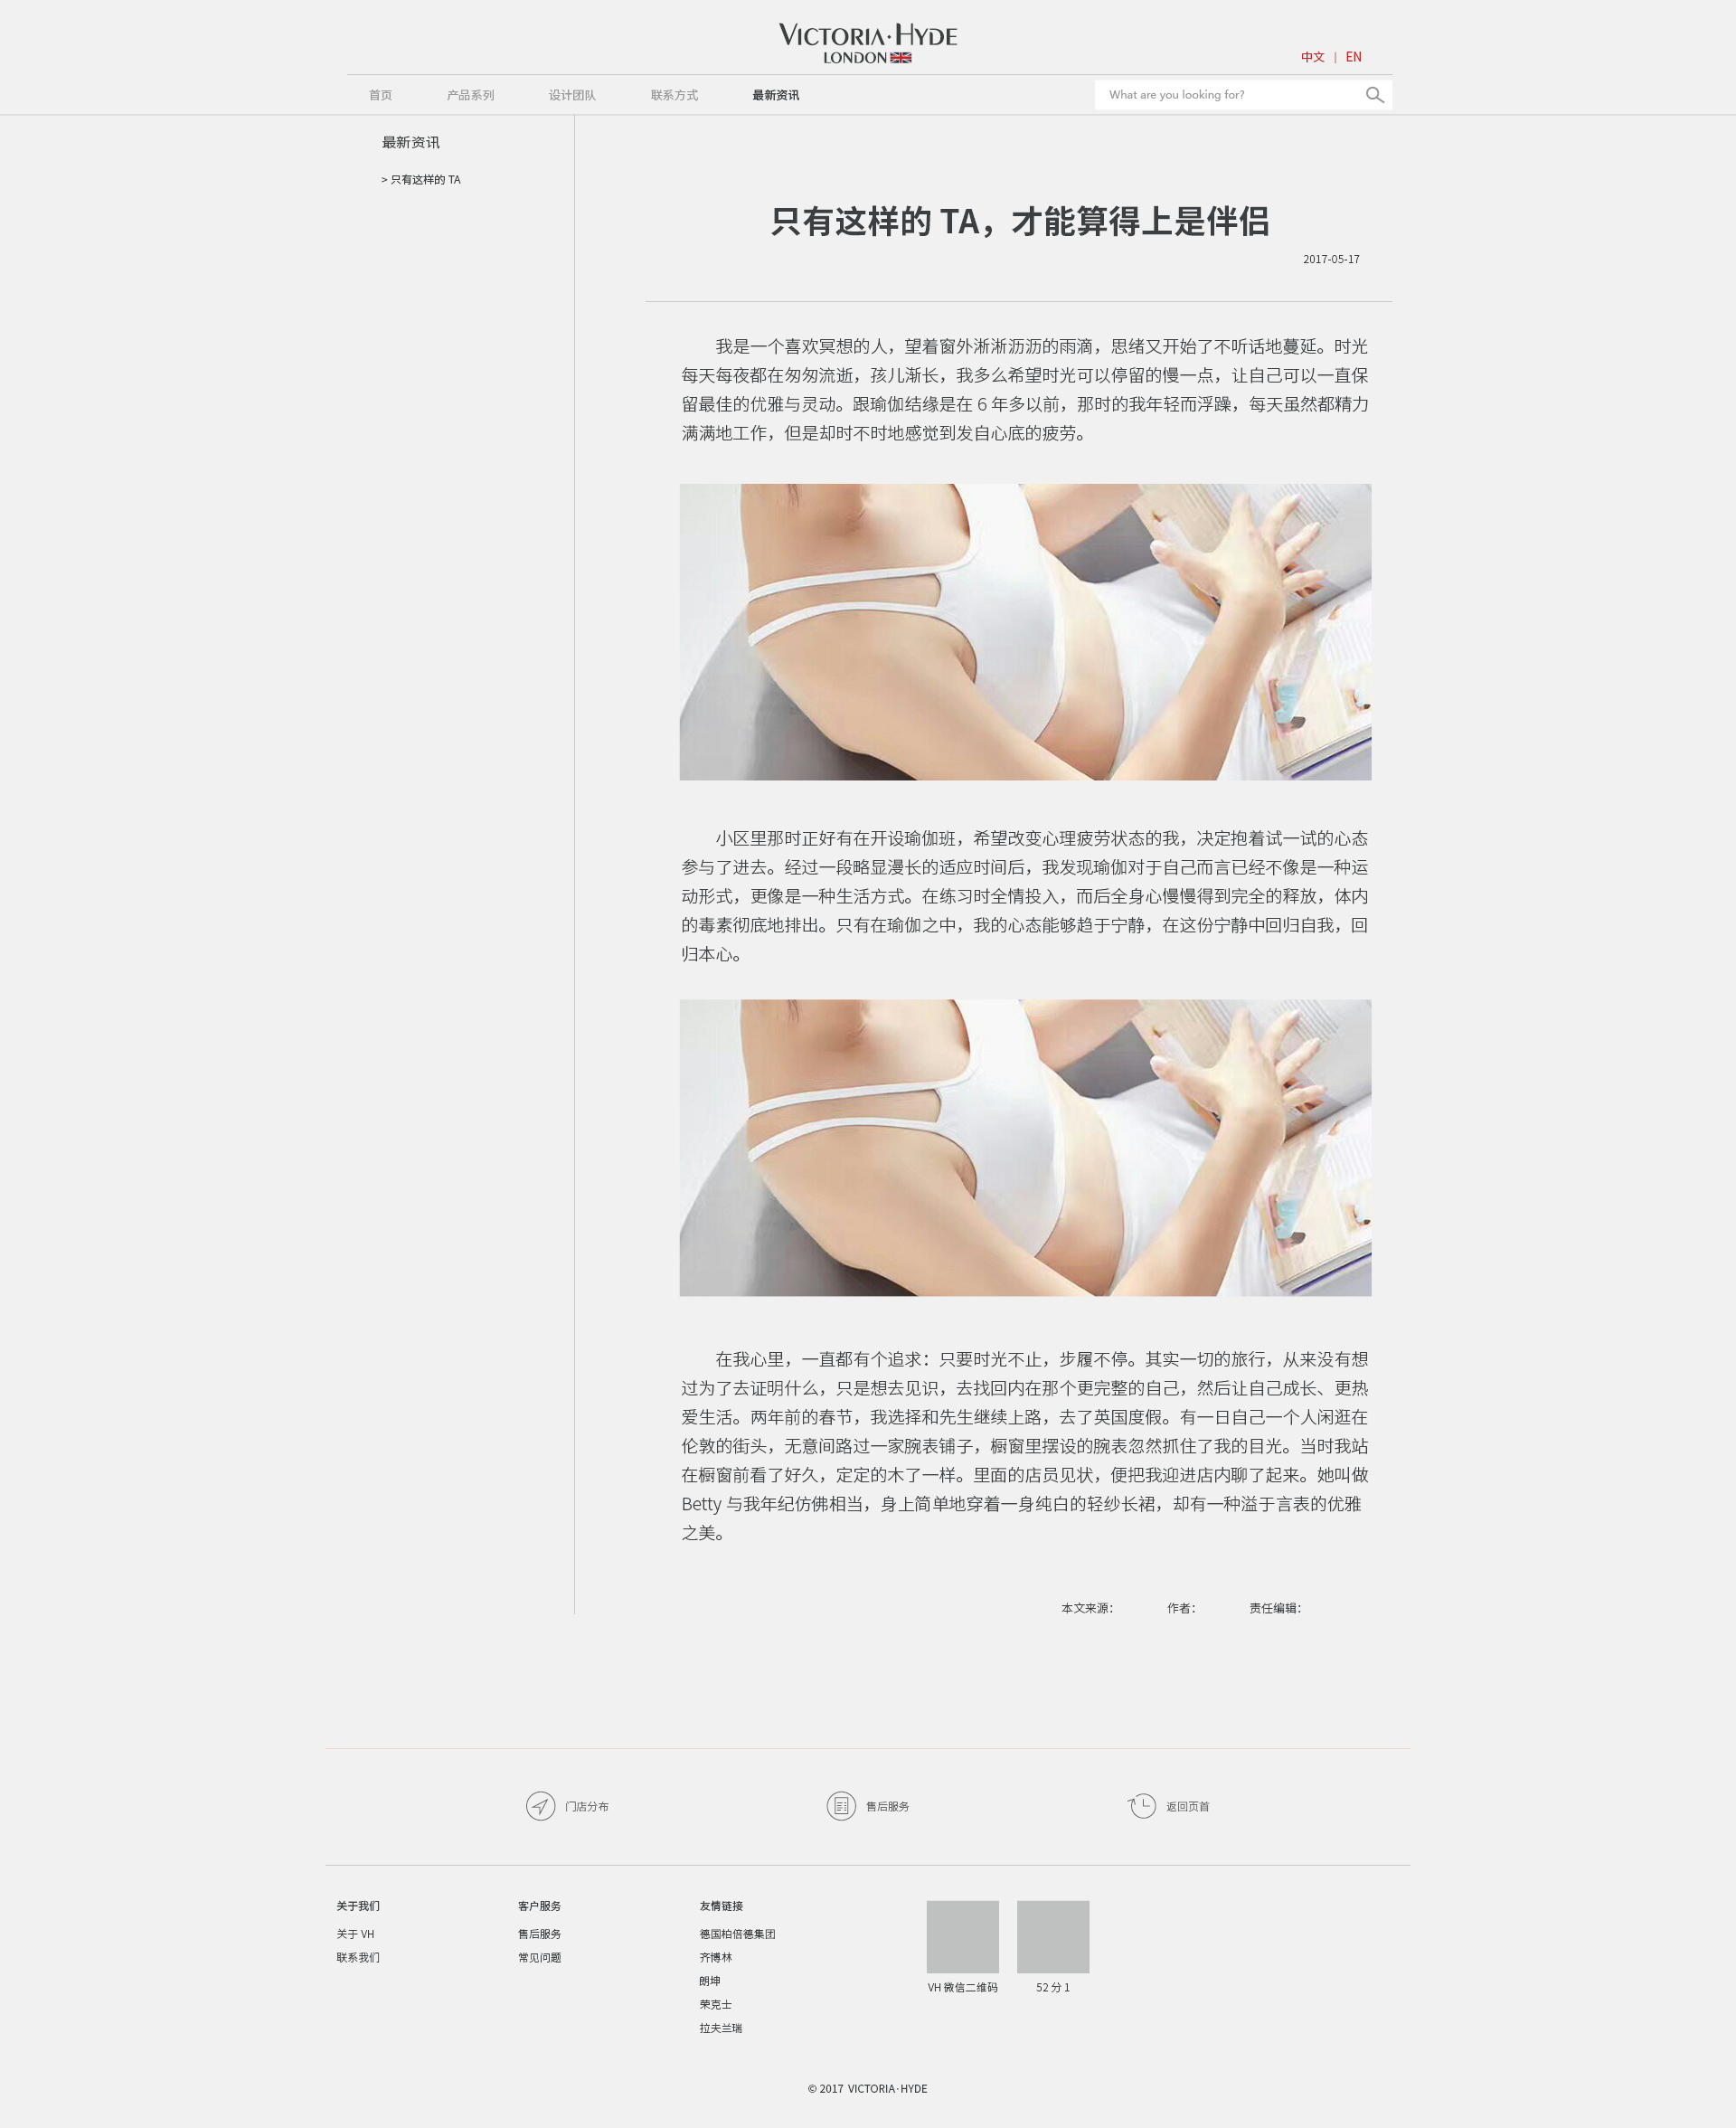 VICTORIA·HYDE
LONDON
中文 | EN
首页 产品系列 设计团队 联系方式 最新资讯 What are you looking for?
最新资讯
> 只有这样的 TA
只有这样的 TA，才能算得上是伴侣
2017-05-17
我是一个喜欢冥想的人，望着窗外淅淅沥沥的雨滴，思绪又开始了不听话地蔓延。时光
每天每夜都在匆匆流逝，孩儿渐长，我多么希望时光可以停留的慢一点，让自己可以一直保
留最佳的优雅与灵动。跟瑜伽结缘是在 6 年多以前，那时的我年轻而浮躁，每天虽然都精力
满满地工作，但是却时不时地感觉到发自心底的疲劳。
小区里那时正好有在开设瑜伽班，希望改变心理疲劳状态的我，决定抱着试一试的心态
参与了进去。经过一段略显漫长的适应时间后，我发现瑜伽对于自己而言已经不像是一种运
动形式，更像是一种生活方式。在练习时全情投入，而后全身心慢慢得到完全的释放，体内
的毒素彻底地排出。只有在瑜伽之中，我的心态能够趋于宁静，在这份宁静中回归自我，回
归本心。
在我心里，一直都有个追求：只要时光不止，步履不停。其实一切的旅行，从来没有想
过为了去证明什么，只是想去见识，去找回内在那个更完整的自己，然后让自己成长、更热
爱生活。两年前的春节，我选择和先生继续上路，去了英国度假。有一日自己一个人闲逛在
伦敦的街头，无意间路过一家腕表铺子，橱窗里摆设的腕表忽然抓住了我的目光。当时我站
在橱窗前看了好久，定定的木了一样。里面的店员见状，便把我迎进店内聊了起来。她叫做
Betty 与我年纪仿佛相当，身上简单地穿着一身纯白的轻纱长裙，却有一种溢于言表的优雅
之美。
本文来源： 作者： 责任编辑：
门店分布 售后服务 返回页首
关于我们 客户服务 友情链接
关于 VH 售后服务 德国柏倍德集团
联系我们 常见问题 齐博林
朗坤
VH 微信二维码 52 分 1
荣克士
拉夫兰瑞
© 2017 VICTORIA·HYDE